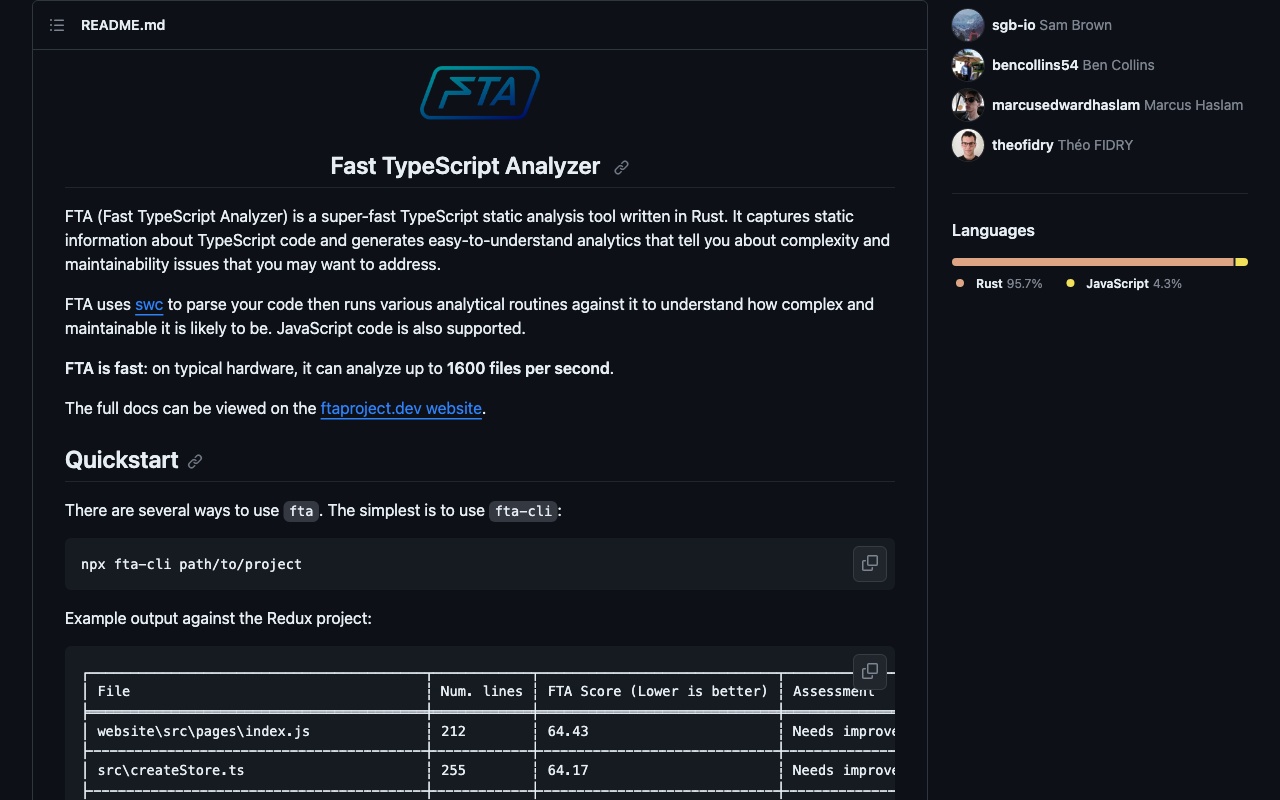 README.md
FTA
Fast TypeScript Analyzer
FTA (Fast TypeScript Analyzer) is a super-fast TypeScript static analysis tool written in Rust. It captures static
information about TypeScript code and generates easy-to-understand analytics that tell you about complexity and
maintainability issues that you may want to address.
FTA uses swc to parse your code then runs various analytical routines against it to understand how complex and
maintainable it is likely to be. JavaScript code is also supported.
FTA is fast: on typical hardware, it can analyze up to 1600 files per second.
The full docs can be viewed on the ftaproject.dev website.
Quickstart
There are several ways to use fta. The simplest is to use fta-cli:
npx fta-cli path/to/project
Example output against the Redux project:
File Num. lines FTA Score (Lower is better) Assessment
website\src\pages\index.js 212 64.43 Needs improve
src\createStore.ts 255 64.17 Needs improve
sgb-io Sam Brown
bencollins54 Ben Collins
marcusedwardhaslam Marcus Haslam
theofidry Théo FIDRY
Languages
Rust 95.7% JavaScript 4.3%